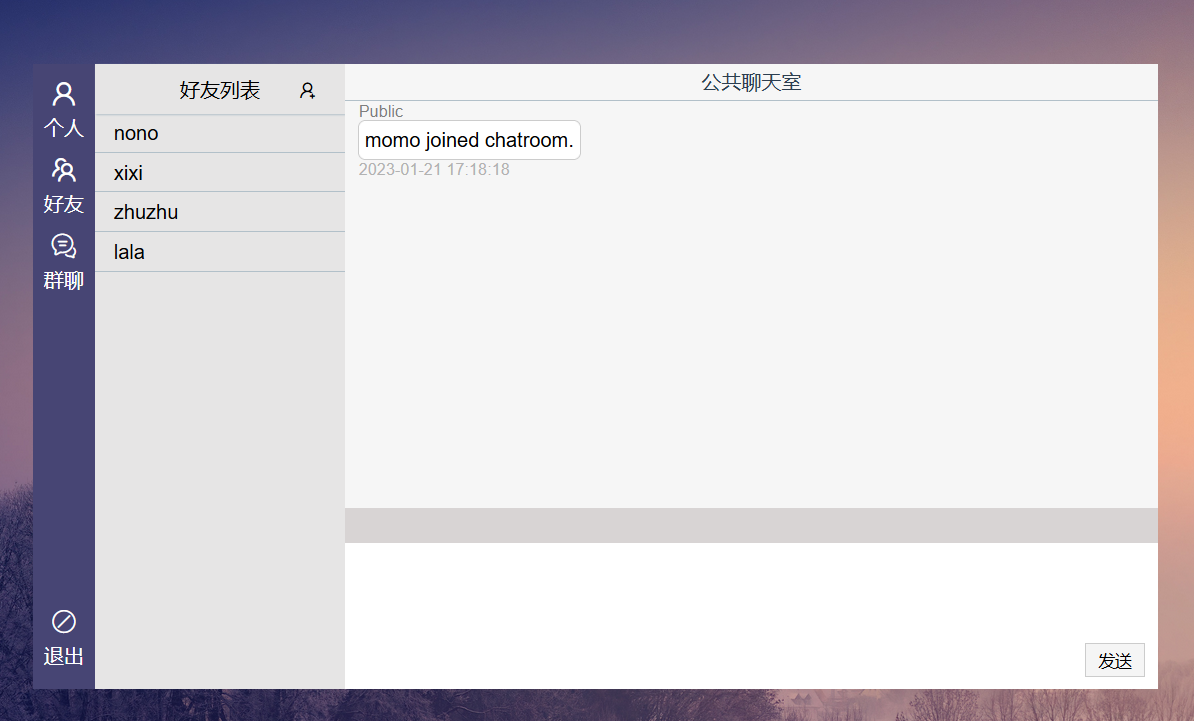 个人
好友
群聊
退出
好友列表
nono
xixi
zhuzhu
lala
公共聊天室
Public
momo joined chatroom.
2023-01-21 17:18:18
发送